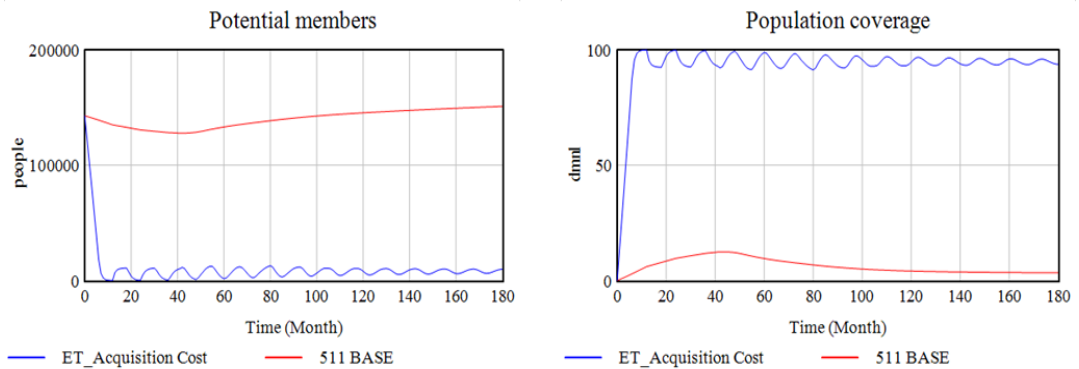 Potential members
200000
100000
0
people
0 20 40 60 80 100 120 140 160 180
Time (Month)
ET_Acquisition Cost 511 BASE
Population coverage
100
50
0
dmnl
0 20 40 60 80 100 120 140 160 180
Time (Month)
ET_Acquisition Cost 511 BASE